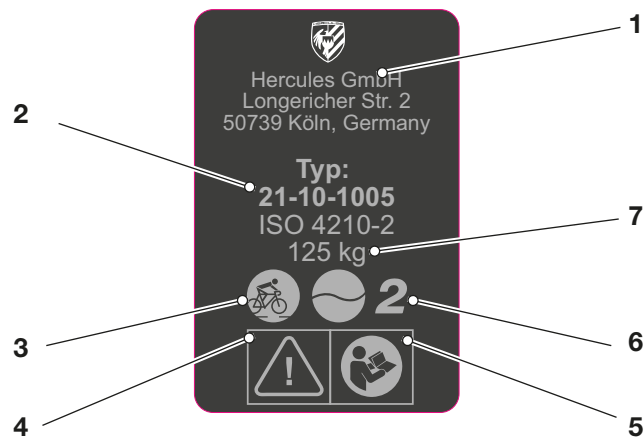 1
Hercules GmbH
Longericher Str. 2
50739 Köln, Germany
2
Typ:
21-10-1005
ISO 4210-2
7
125 kg
2
3
6
4
!
5